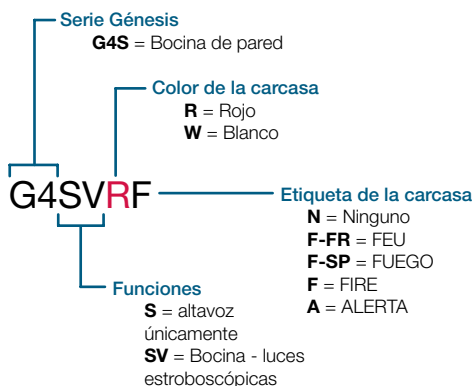 Serie Génesis
G4S = Bocina de pared
Color de la carcasa
R = Rojo
W = Blanco
G4SVRF
Etiqueta de la carcasa
N = Ninguno
F-FR = FEU
F-SP = FUEGO
F = FIRE
A = ALERTA
Funciones
S = altavoz
únicamente
SV = Bocina - luces
estroboscópicas